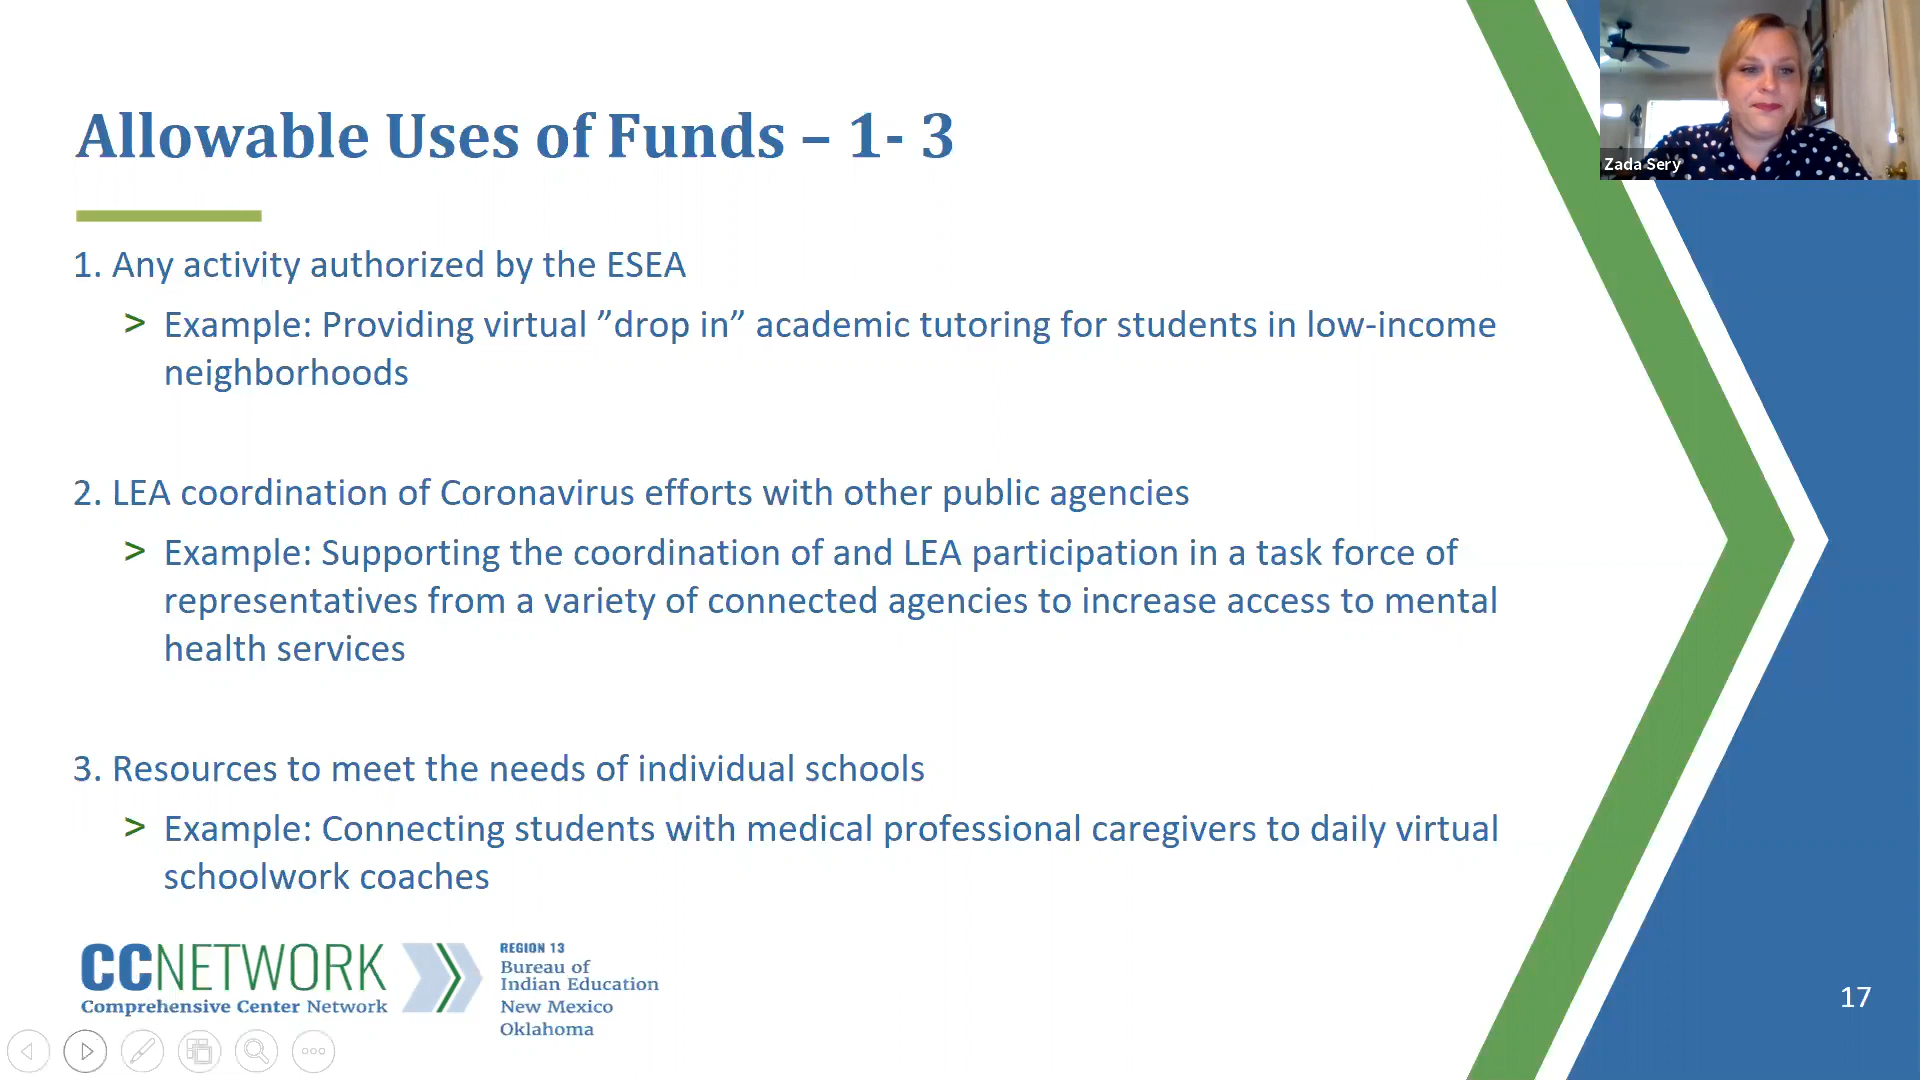 Allowable Uses of Funds – 1- 3
Zada Sery
1. Any activity authorized by the ESEA
> Example: Providing virtual ”drop in” academic tutoring for students in low-income
neighborhoods
2. LEA coordination of Coronavirus efforts with other public agencies
> Example: Supporting the coordination of and LEA participation in a task force of
representatives from a variety of connected agencies to increase access to mental
health services
3. Resources to meet the needs of individual schools
> Example: Connecting students with medical professional caregivers to daily virtual
schoolwork coaches
CCNETWORK
Comprehensive Center Network
REGION 13
Bureau of
Indian Education
New Mexico
Oklahoma
17